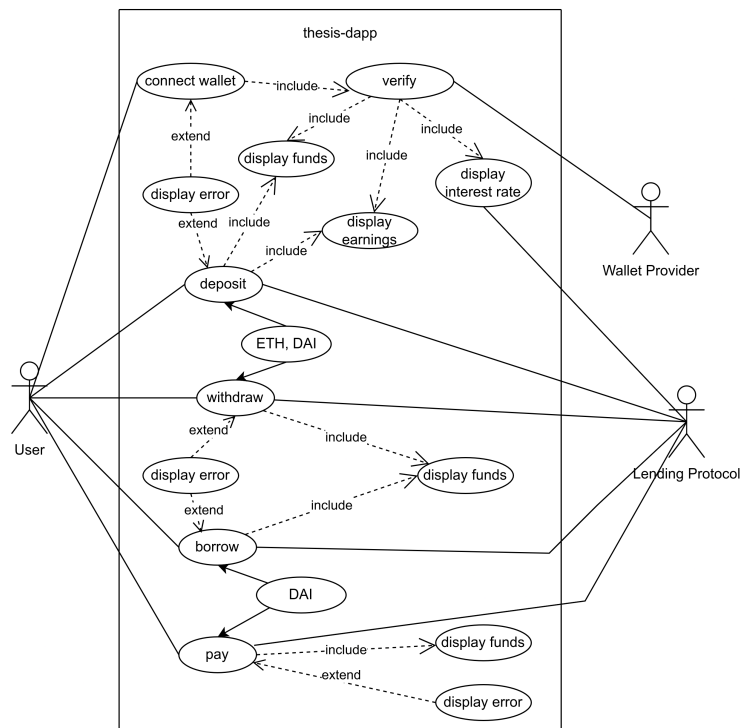 thesis-dapp
connect wallet
include
verify
extend
include
include
include
display funds
display
interest rate
display error
extend
include
include
display
earnings
Wallet Provider
deposit
ETH, DAI
withdraw
User
extend
include
display error
display funds
Lending Protocol
extend
include
borrow
DAI
pay
include
display funds
extend
display error